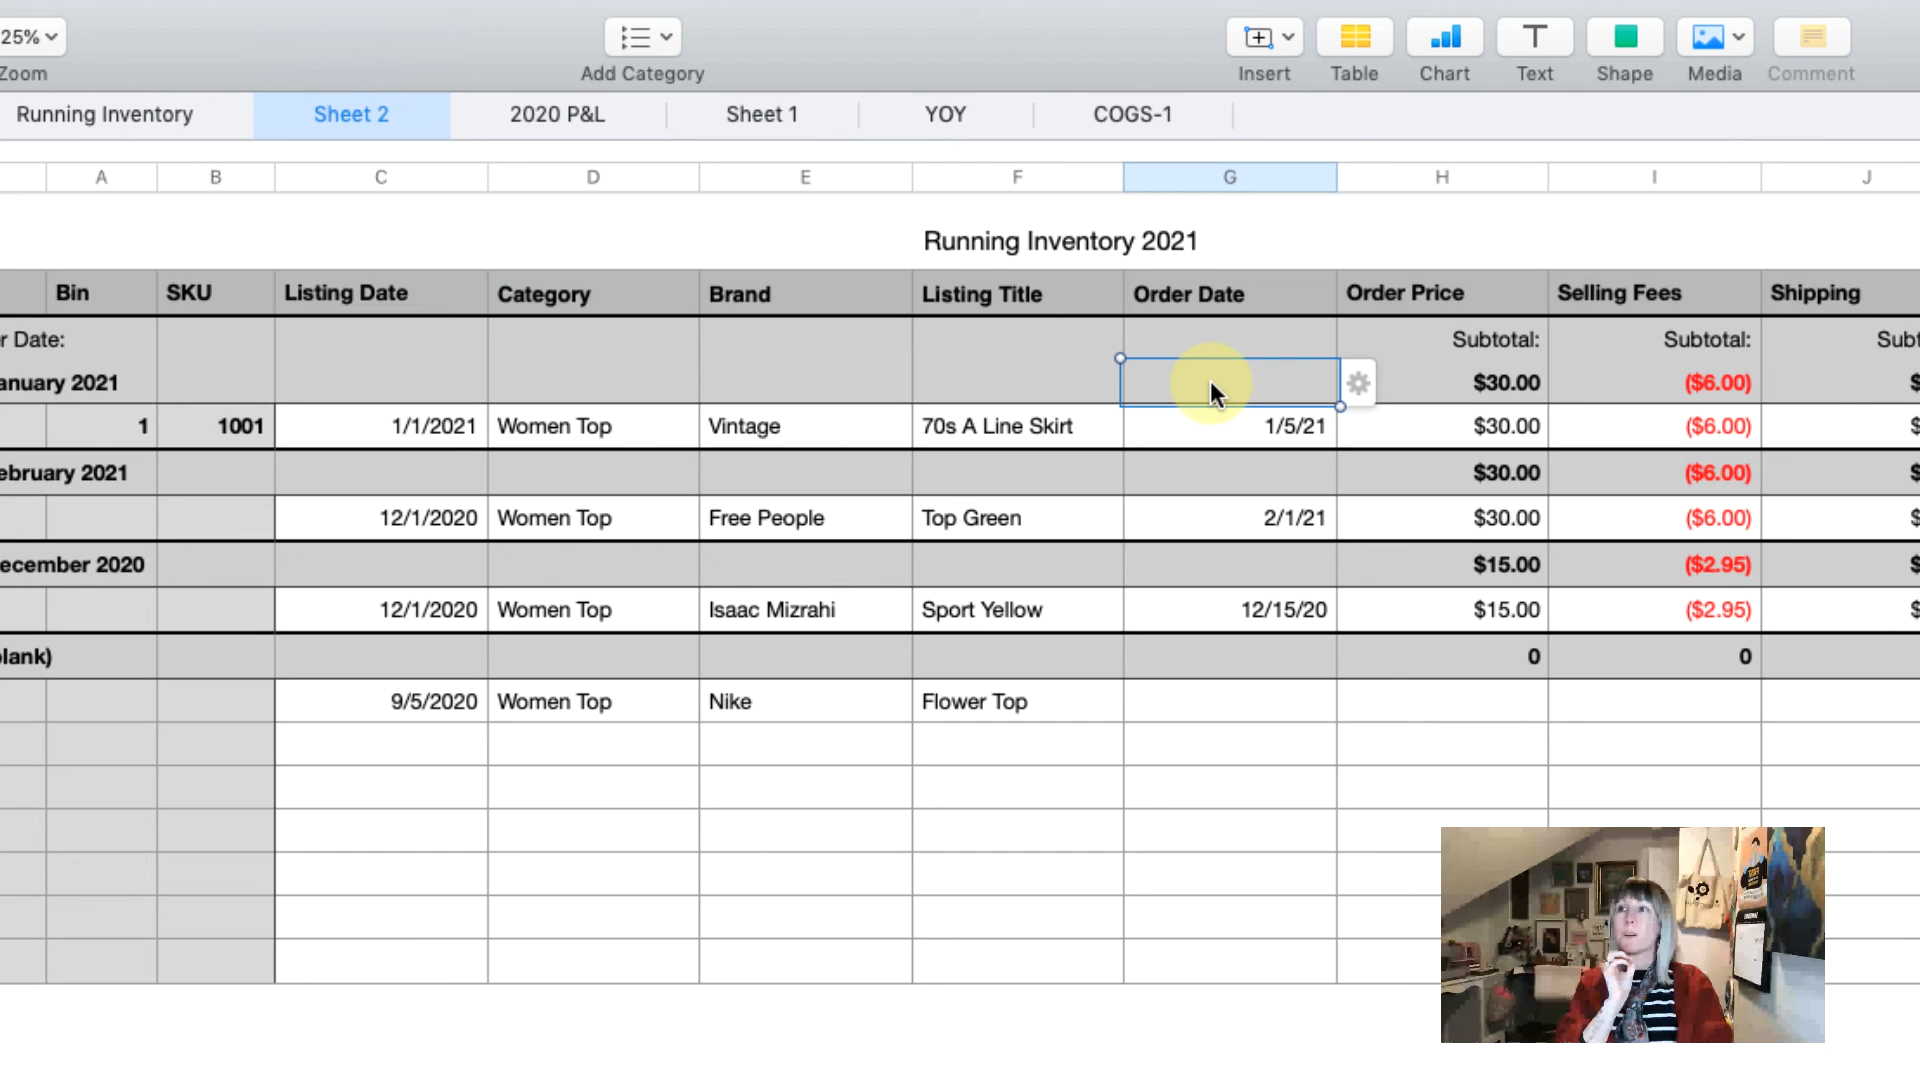 25%
Zoom
Add Category
Insert
Table
Chart
Text
Shape
Media
Comment
Running Inventory
Sheet 2
2020 P&L
Sheet 1
YOY
COGS-1
A B C D E F G H I J
Running Inventory 2021
Bin SKU Listing Date Category Brand Listing Title Order Date Order Price Selling Fees Shipping
r Date: Subtotal: Subtotal: Subt
anuary 2021 $30.00 ($6.00) $
1 1001 1/1/2021 Women Top Vintage 70s A Line Skirt 1/5/21 $30.00 ($6.00) $
ebruary 2021 $30.00 ($6.00) $
12/1/2020 Women Top Free People Top Green 2/1/21 $30.00 ($6.00) $
ecember 2020 $15.00 ($2.95) $
12/1/2020 Women Top Isaac Mizrahi Sport Yellow 12/15/20 $15.00 ($2.95) $
lank) 0 0
9/5/2020 Women Top Nike Flower Top